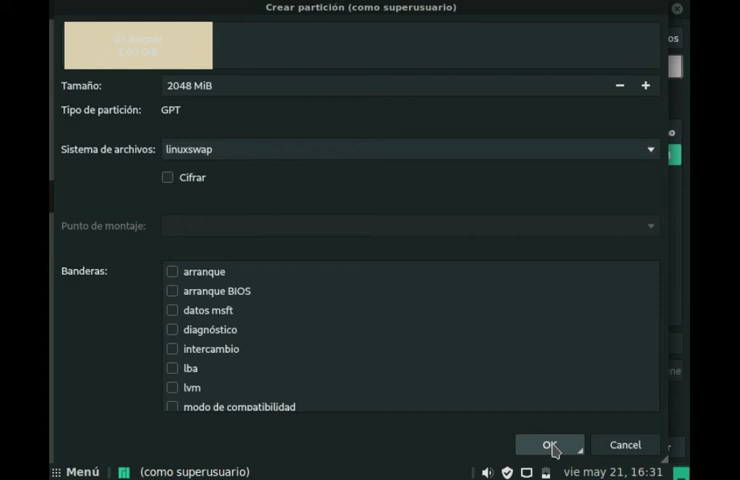 Crear partición (como superusuario)
os
Tamaño: 2048 MiB
Tipo de partición: GPT
Sistema de archivos: linuxswap
Cifrar
Punto de montaje:
Banderas: arranque
arranque BIOS
datos msft
diagnóstico
intercambio
lba
lvm
modo de compatibilidad
OK Cancel
Menú (como superusuario) vie may 21, 16:31